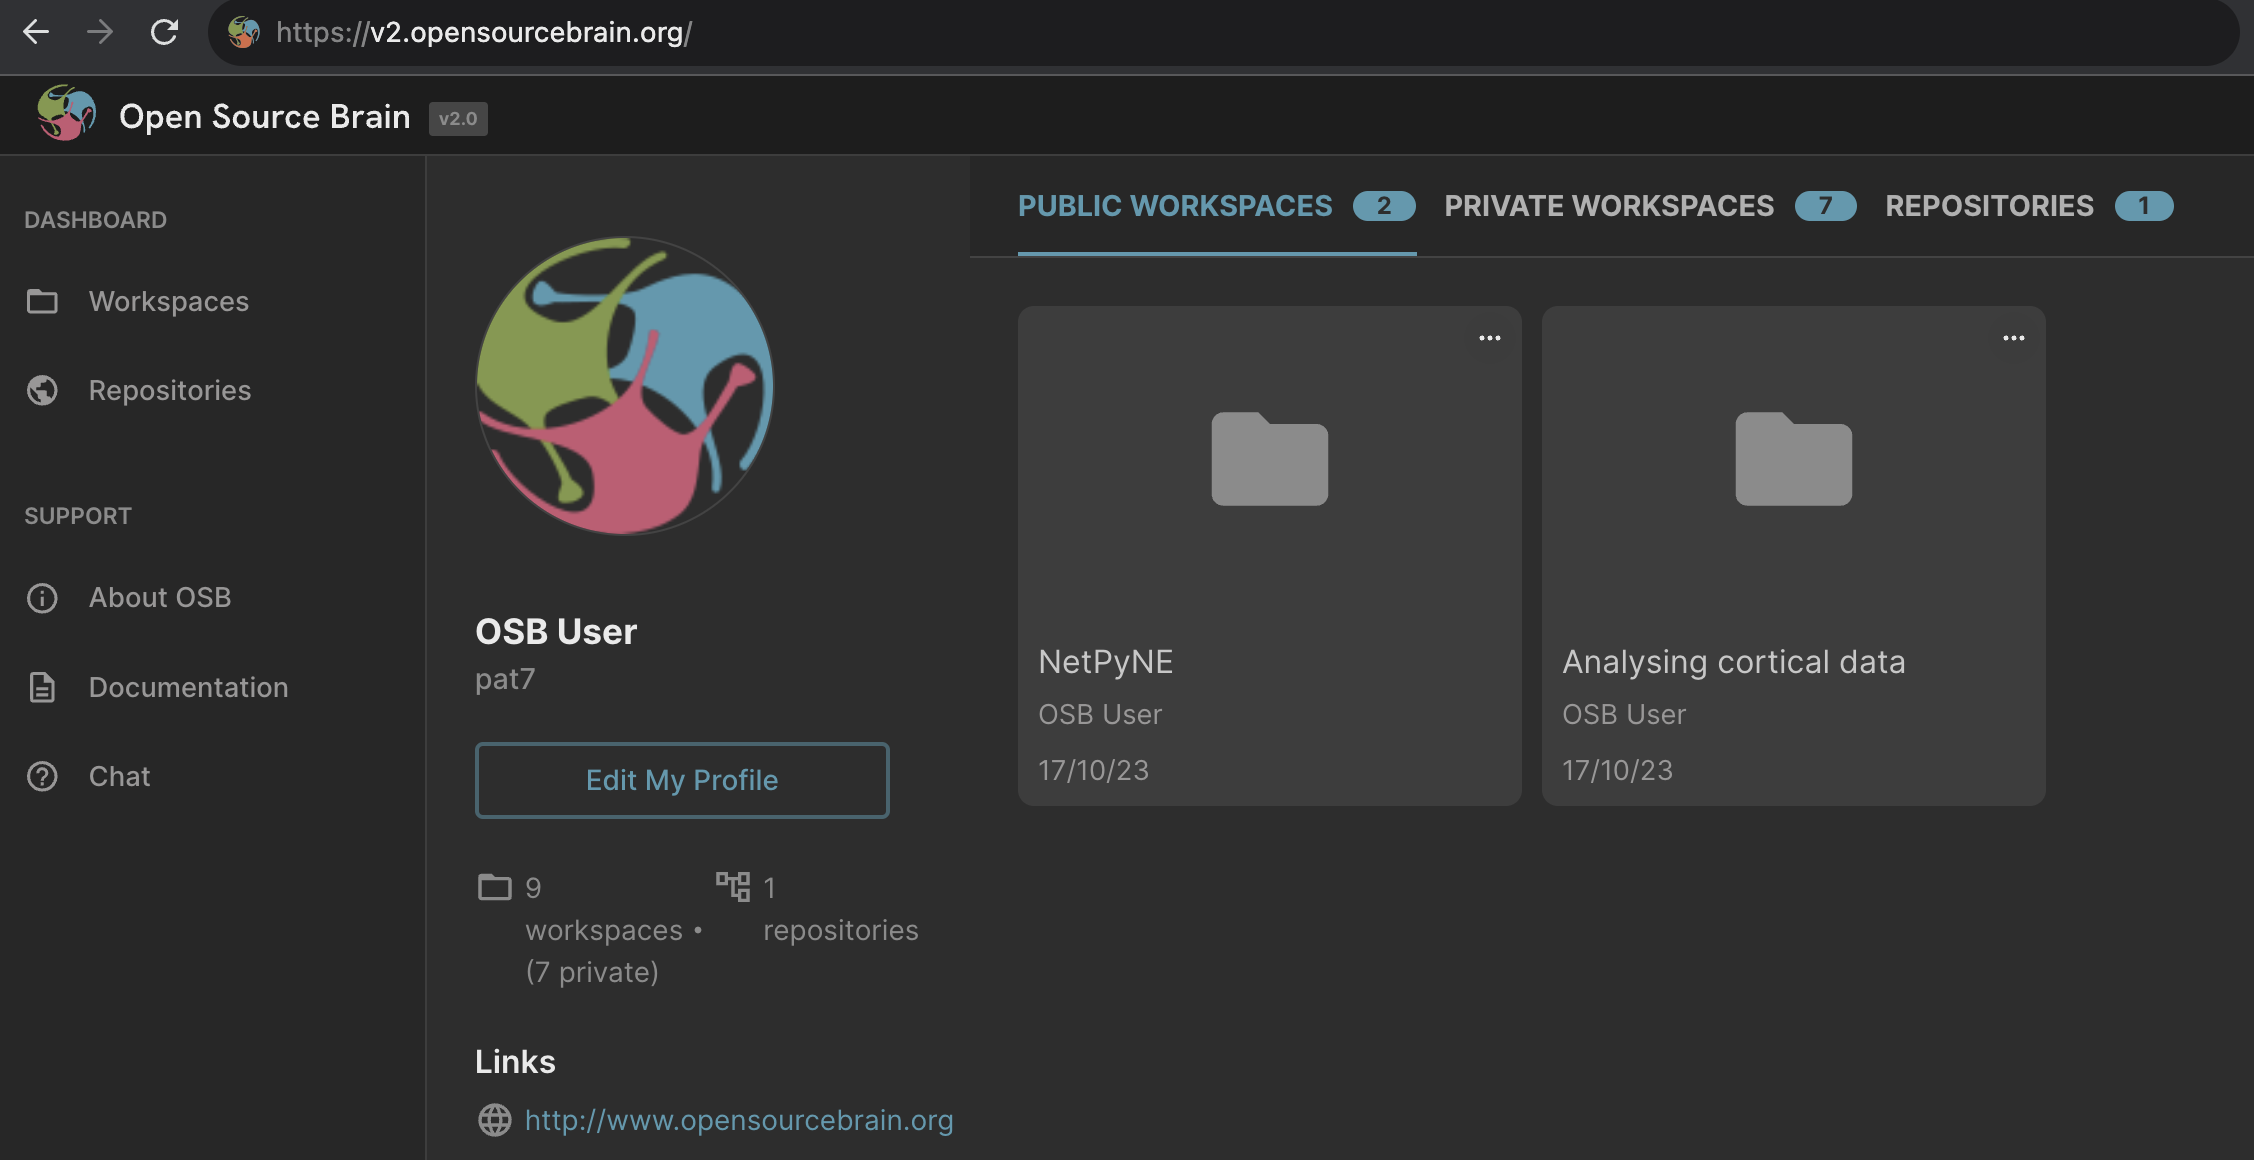 https://v2.opensourcebrain.org/
Open Source Brain v2.0
DASHBOARD
Workspaces
Repositories
SUPPORT
About OSB
Documentation
Chat
OSB User
pat7
Edit My Profile
9
workspaces •
(7 private)
1
repositories
Links
http://www.opensourcebrain.org
PUBLIC WORKSPACES 2 PRIVATE WORKSPACES 7 REPOSITORIES 1
NetPyNE
OSB User
17/10/23
Analysing cortical data
OSB User
17/10/23